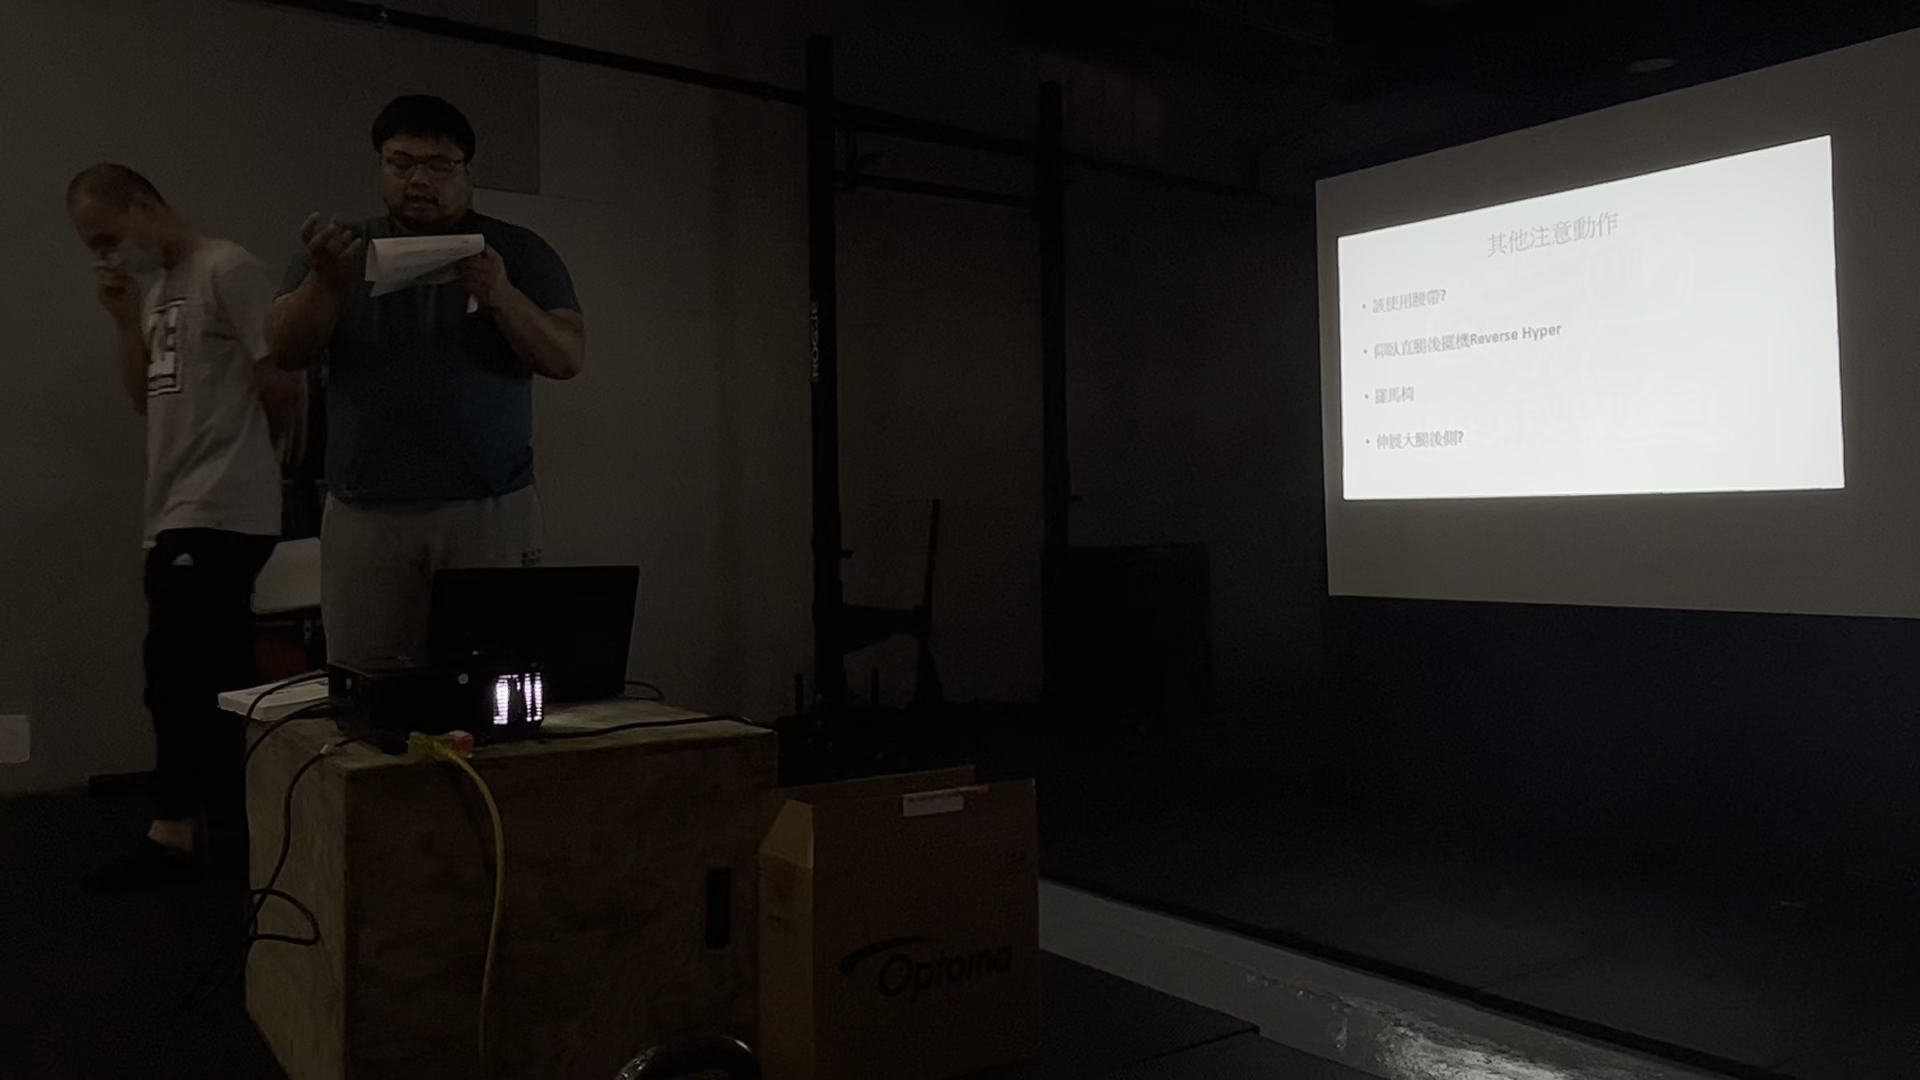 其他注意動作
• 該使用腰帶?
• 仰臥直腿後擺機Reverse Hyper
• 羅馬椅
• 伸展大腿後側?
ROGUE
Optoma